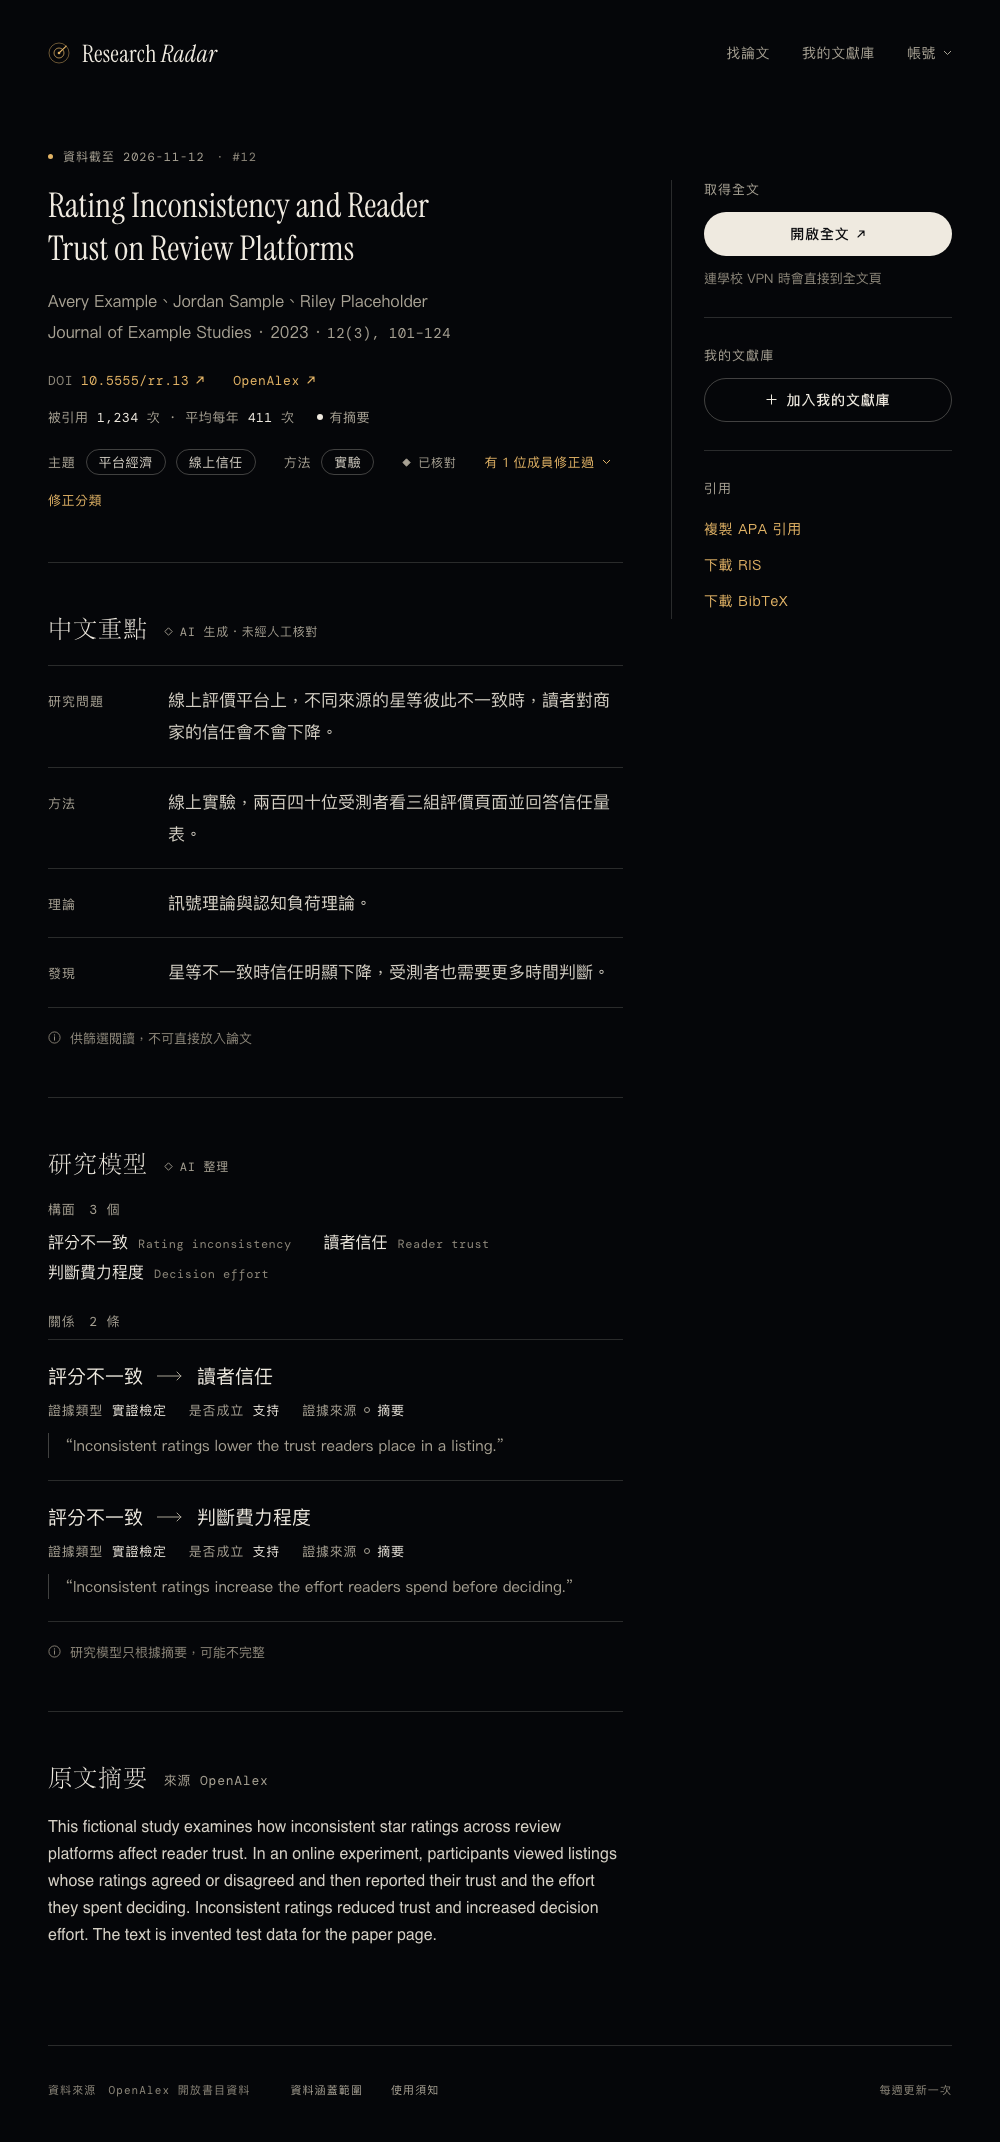 Research Radar
找論文 我的文獻庫 帳號
資料截至 2026-11-12 · #12
Rating Inconsistency and Reader
Trust on Review Platforms
Avery Example、Jordan Sample、Riley Placeholder
Journal of Example Studies · 2023 · 12(3), 101-124
DOI 10.5555/rr.13 ↗ OpenAlex ↗
被引用 1,234 次 · 平均每年 411 次 有摘要
主題 平台經濟 線上信任 方法 實驗 ◆ 已核對 有 1 位成員修正過
修正分類
取得全文
開啟全文 ↗
連學校 VPN 時會直接到全文頁
我的文獻庫
+ 加入我的文獻庫
引用
複製 APA 引用
下載 RIS
下載 BibTeX
中文重點 ◇ AI 生成·未經人工核對
研究問題 線上評價平台上，不同來源的星等彼此不一致時，讀者對商
家的信任會不會下降。
方法 線上實驗，兩百四十位受測者看三組評價頁面並回答信任量
表。
理論 訊號理論與認知負荷理論。
發現 星等不一致時信任明顯下降，受測者也需要更多時間判斷。
ⓘ 供篩選閱讀，不可直接放入論文
研究模型 ◇ AI 整理
構面 3 個
評分不一致 Rating inconsistency 讀者信任 Reader trust
判斷費力程度 Decision effort
關係 2 條
評分不一致 → 讀者信任
證據類型 實證檢定 是否成立 支持 證據來源 摘要
“Inconsistent ratings lower the trust readers place in a listing.”
評分不一致 → 判斷費力程度
證據類型 實證檢定 是否成立 支持 證據來源 摘要
“Inconsistent ratings increase the effort readers spend before deciding.”
ⓘ 研究模型只根據摘要，可能不完整
原文摘要 來源 OpenAlex
This fictional study examines how inconsistent star ratings across review
platforms affect reader trust. In an online experiment, participants viewed listings
whose ratings agreed or disagreed and then reported their trust and the effort
they spent deciding. Inconsistent ratings reduced trust and increased decision
effort. The text is invented test data for the paper page.
資料來源 OpenAlex 開放書目資料 資料涵蓋範圍 使用須知 每週更新一次